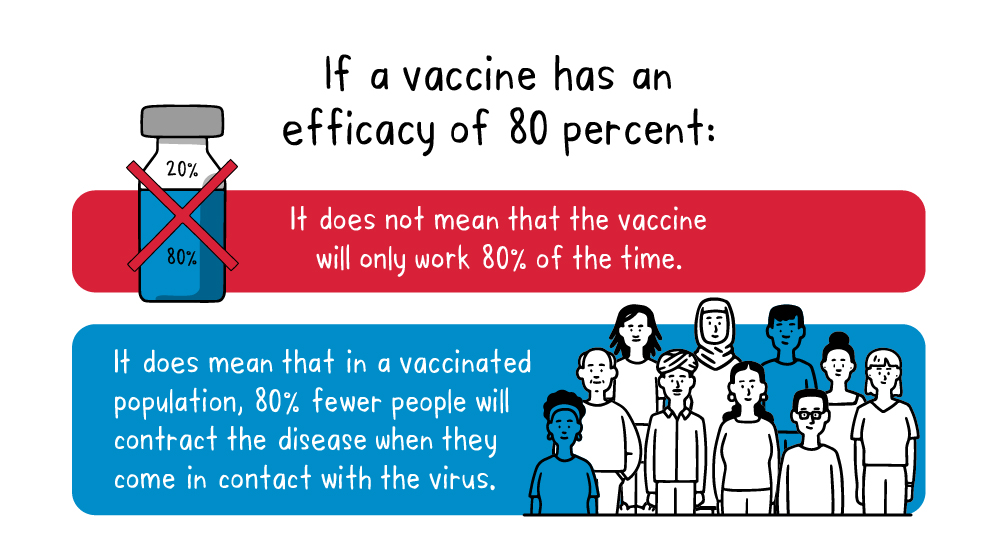 If a vaccine has an
efficacy of 80 percent:
20%
80%
It does not mean that the vaccine
will only work 80% of the time.
It does mean that in a vaccinated
population, 80% fewer people will
contract the disease when they
come in contact with the virus.